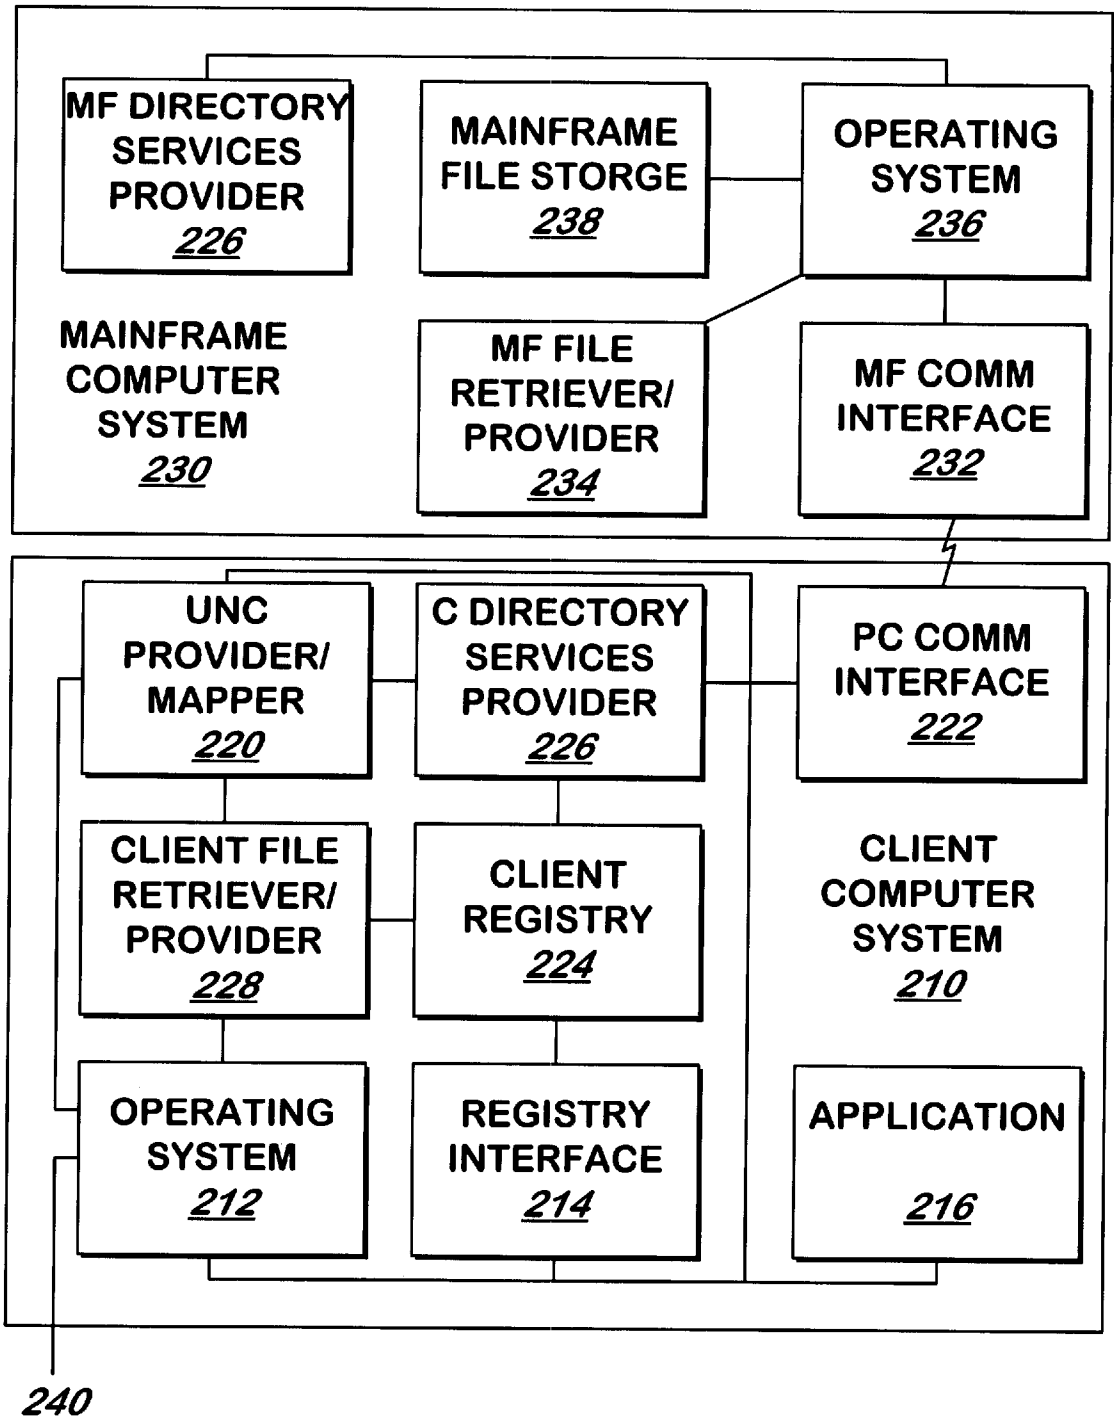 MF DIRECTORY
SERVICES
PROVIDER
226
MAINFRAME
FILE STORGE
238
OPERATING
SYSTEM
236
MAINFRAME
COMPUTER
SYSTEM
230
MF FILE
RETRIEVER/
PROVIDER
234
MF COMM
INTERFACE
232
UNC
PROVIDER/
MAPPER
220
C DIRECTORY
SERVICES
PROVIDER
226
PC COMM
INTERFACE
222
CLIENT FILE
RETRIEVER/
PROVIDER
228
CLIENT
REGISTRY
224
CLIENT
COMPUTER
SYSTEM
210
OPERATING
SYSTEM
212
REGISTRY
INTERFACE
214
APPLICATION
216
240